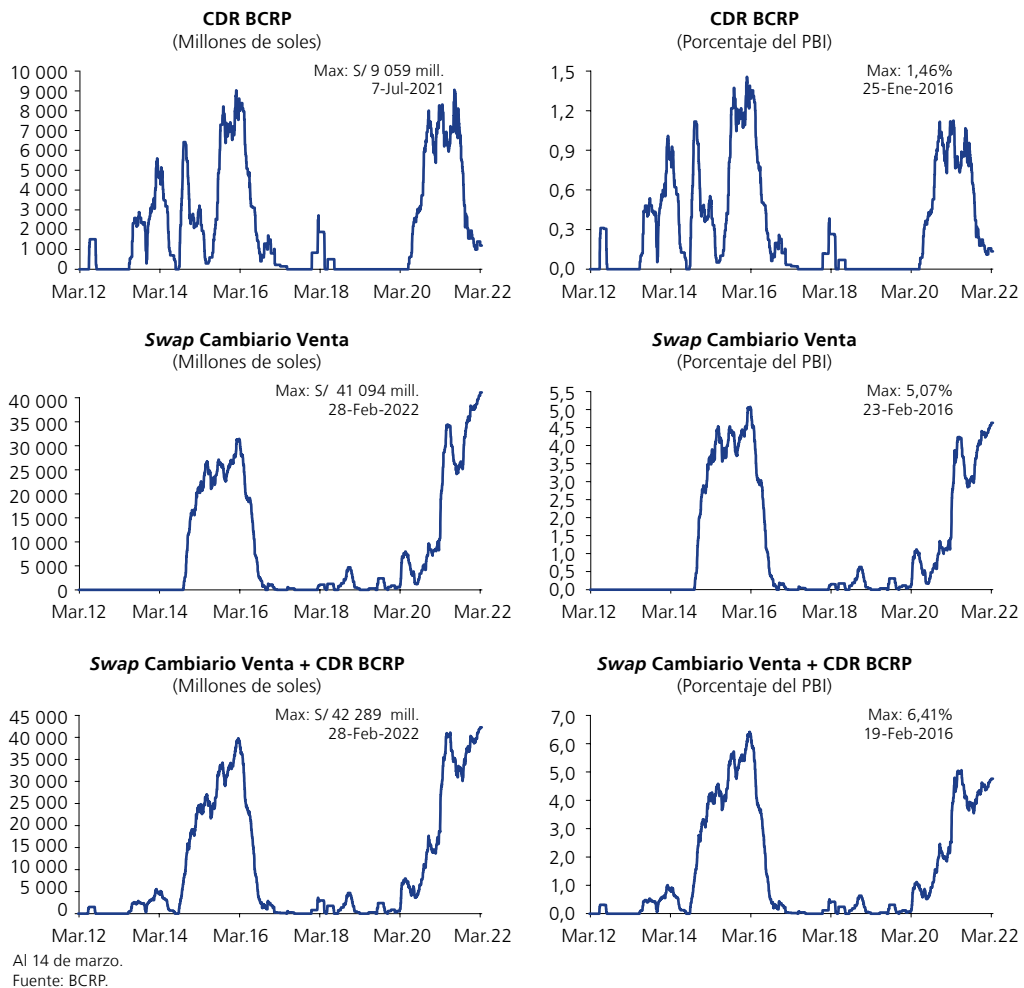 CDR BCRP
(Millones de soles)
Max: S/ 9 059 mill.
7-Jul-2021
10 000
9 000
8 000
7 000
6 000
5 000
4 000
3 000
2 000
1 000
0
Mar.12 Mar.14 Mar.16 Mar.18 Mar.20 Mar.22
CDR BCRP
(Porcentaje del PBI)
Max: 1,46%
25-Ene-2016
1,5
1,2
0,9
0,6
0,3
0,0
Mar.12 Mar.14 Mar.16 Mar.18 Mar.20 Mar.22
Swap Cambiario Venta
(Millones de soles)
Max: S/ 41 094 mill.
28-Feb-2022
40 000
35 000
30 000
25 000
20 000
15 000
10 000
5 000
0
Mar.12 Mar.14 Mar.16 Mar.18 Mar.20 Mar.22
Swap Cambiario Venta
(Porcentaje del PBI)
Max: 5,07%
23-Feb-2016
5,5
5,0
4,5
4,0
3,5
3,0
2,5
2,0
1,5
1,0
0,5
0,0
Mar.12 Mar.14 Mar.16 Mar.18 Mar.20 Mar.22
Swap Cambiario Venta + CDR BCRP
(Millones de soles)
Max: S/ 42 289 mill.
28-Feb-2022
45 000
40 000
35 000
30 000
25 000
20 000
15 000
10 000
5 000
0
Mar.12 Mar.14 Mar.16 Mar.18 Mar.20 Mar.22
Swap Cambiario Venta + CDR BCRP
(Porcentaje del PBI)
Max: 6,41%
19-Feb-2016
7,0
6,0
5,0
4,0
3,0
2,0
1,0
0,0
Mar.12 Mar.14 Mar.16 Mar.18 Mar.20 Mar.22
Al 14 de marzo.
Fuente: BCRP.